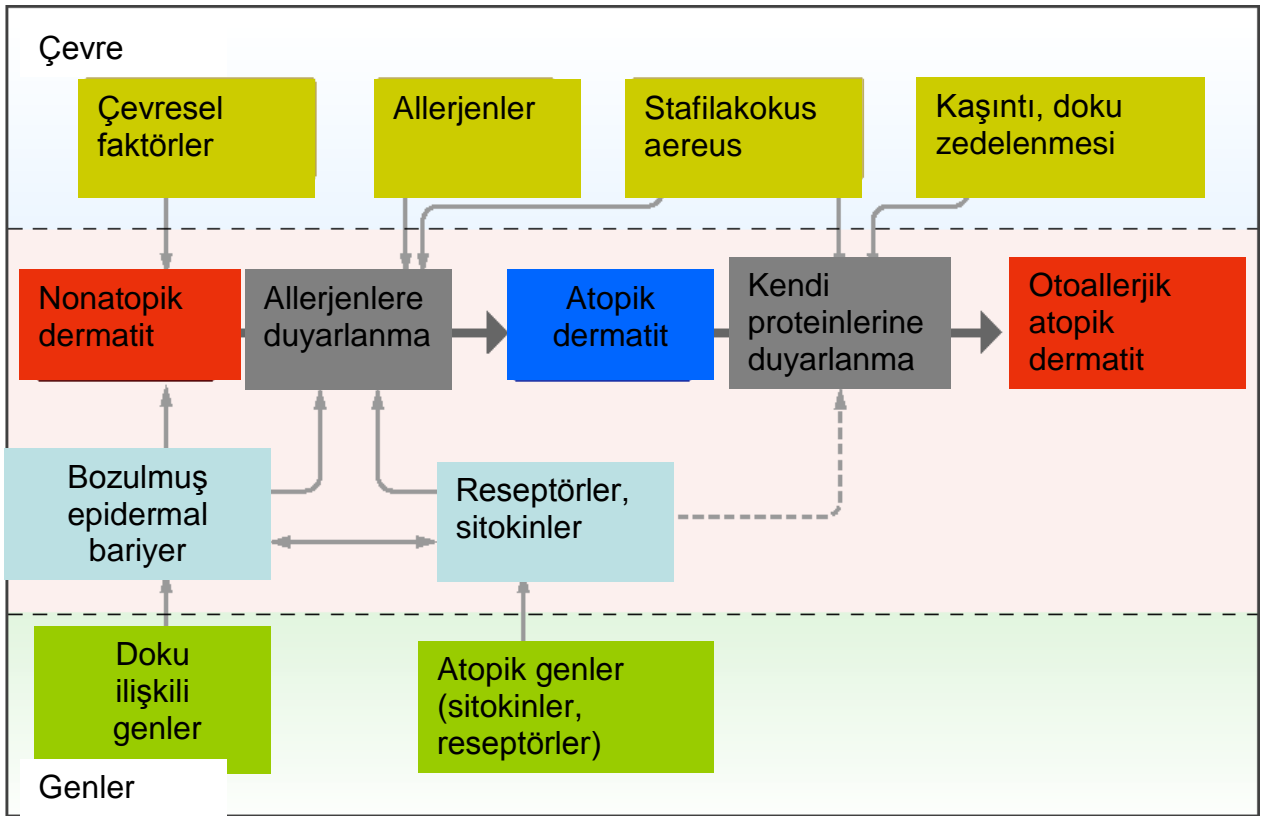 Çevre
Çevresel
faktörler
Allerjenler
Stafilakokus
aereus
Kaşıntı, doku
zedelenmesi
Nonatopik
dermatit
Allerjenlere
duyarlanma
Atopik
dermatit
Kendi
proteinlerine
duyarlanma
Otoallerjik
atopik
dermatit
Bozulmuş
epidermal
bariyer
Reseptörler,
sitokinler
Doku
ilişkili
genler
Atopik genler
(sitokinler,
reseptörler)
Genler